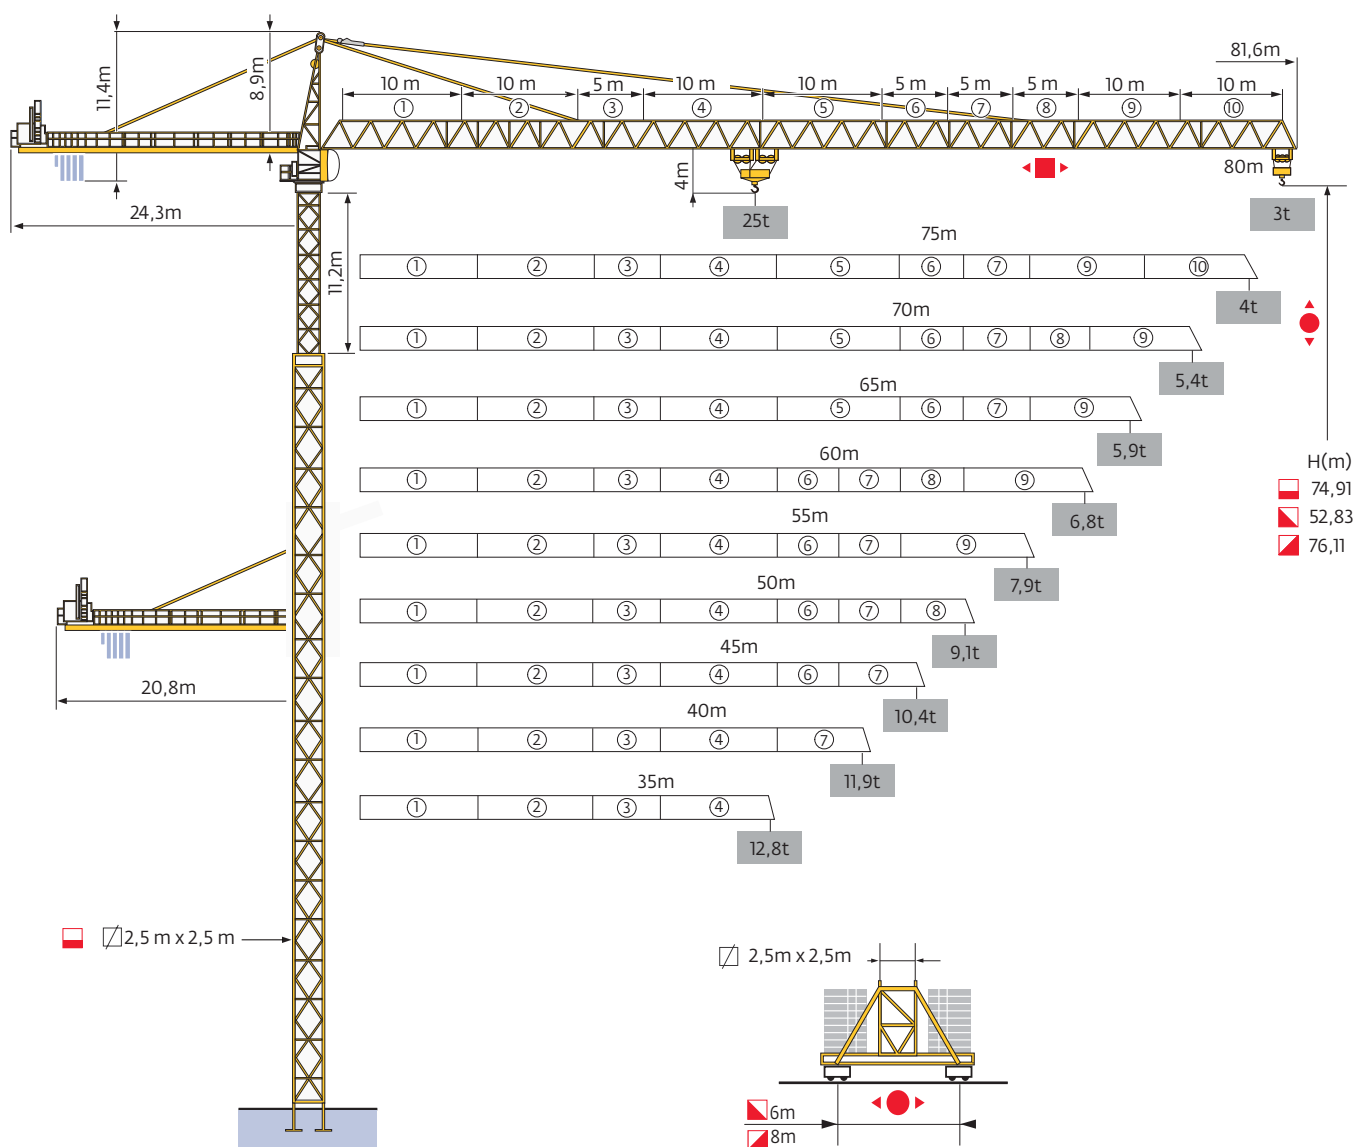 81,6m
11,4m
8,9m
10 m 10 m 5 m 10 m 10 m 5 m 5 m 5 m 10 m 10 m
① ② ③ ④ ⑤ ⑥ ⑦ ⑧ ⑨ ⑩
4m
80m
24,3m
25t
3t
11,2m
75m
① ② ③ ④ ⑤ ⑥ ⑦ ⑨ ⑩
4t
70m
① ② ③ ④ ⑤ ⑥ ⑦ ⑧ ⑨
5,4t
65m
① ② ③ ④ ⑤ ⑥ ⑦ ⑨
5,9t
60m
① ② ③ ④ ⑥ ⑦ ⑧ ⑨
6,8t
H(m)
74,91
52,83
76,11
55m
① ② ③ ④ ⑥ ⑦ ⑨
7,9t
50m
① ② ③ ④ ⑥ ⑦ ⑧
9,1t
45m
① ② ③ ④ ⑥ ⑦
10,4t
20,8m
40m
① ② ③ ④ ⑦
11,9t
35m
① ② ③ ④
12,8t
2,5 m x 2,5 m
2,5m x 2,5m
6m
8m